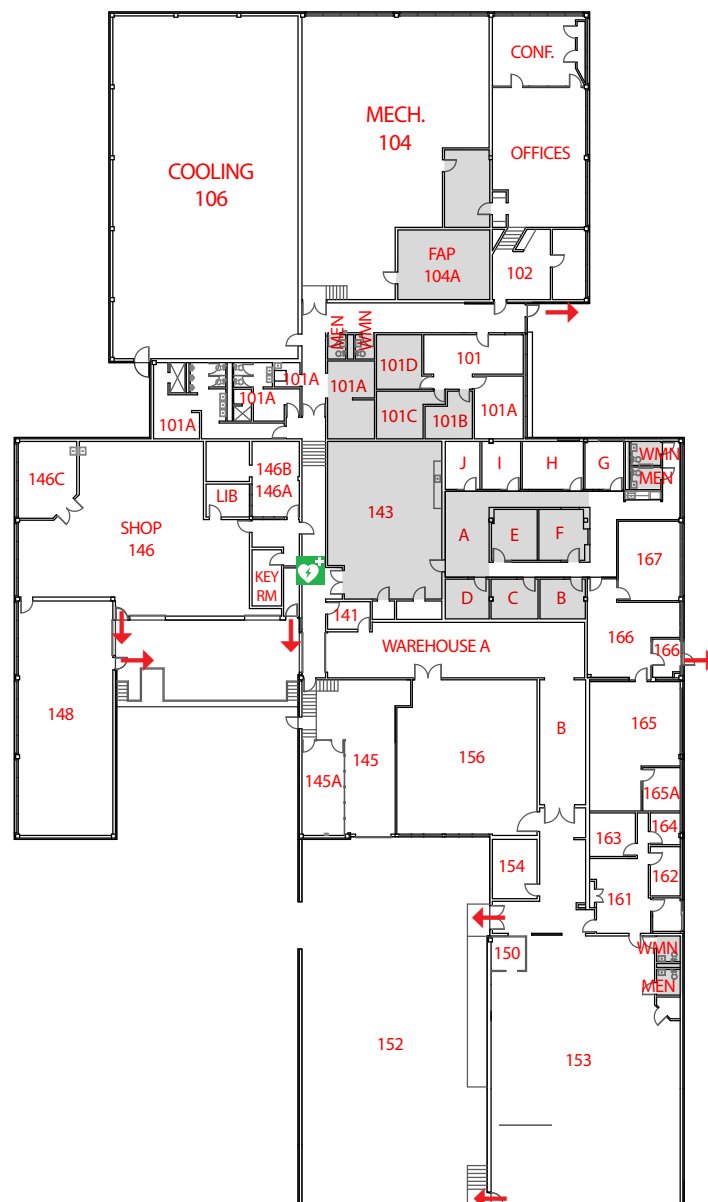 CONF.
MECH.
104
OFFICES
COOLING
106
FAP
104A
102
MEN
WMN
101
101D
101A
101A
101A
101A
101C
101B
101A
146C
146B
146A
LIB
SHOP
146
KEY
RM
143
J
I
H
G
WMN
MEN
A
E
F
D
C
B
167
141
166
166
WAREHOUSE A
148
B
165
145
156
145A
165A
163
164
154
162
161
150
WMN
MEN
152
153